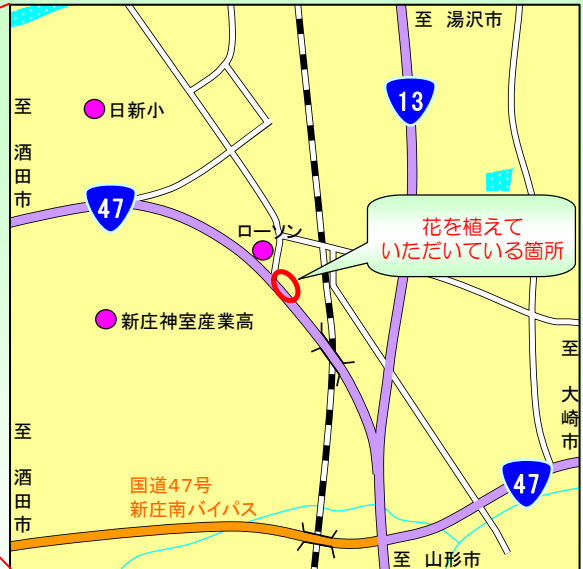 至 湯沢市
至 酒田市
日新小
13
47
ローソン
花を植えて
いただいている箇所
新庄神室産業高
至 大崎市
至 酒田市
国道47号
新庄南バイパス
47
至 山形市